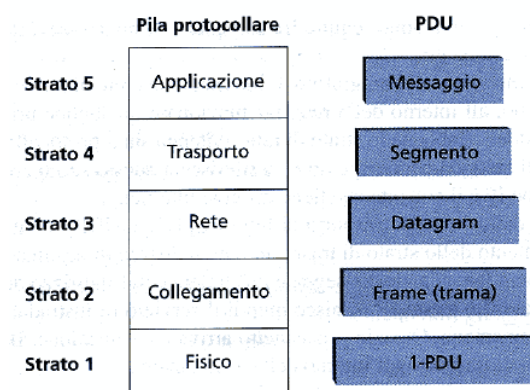 Pila protocollare PDU
Strato 5 Applicazione Messaggio
Strato 4 Trasporto Segmento
Strato 3 Rete Datagram
Strato 2 Collegamento Frame (trama)
Strato 1 Fisico 1-PDU